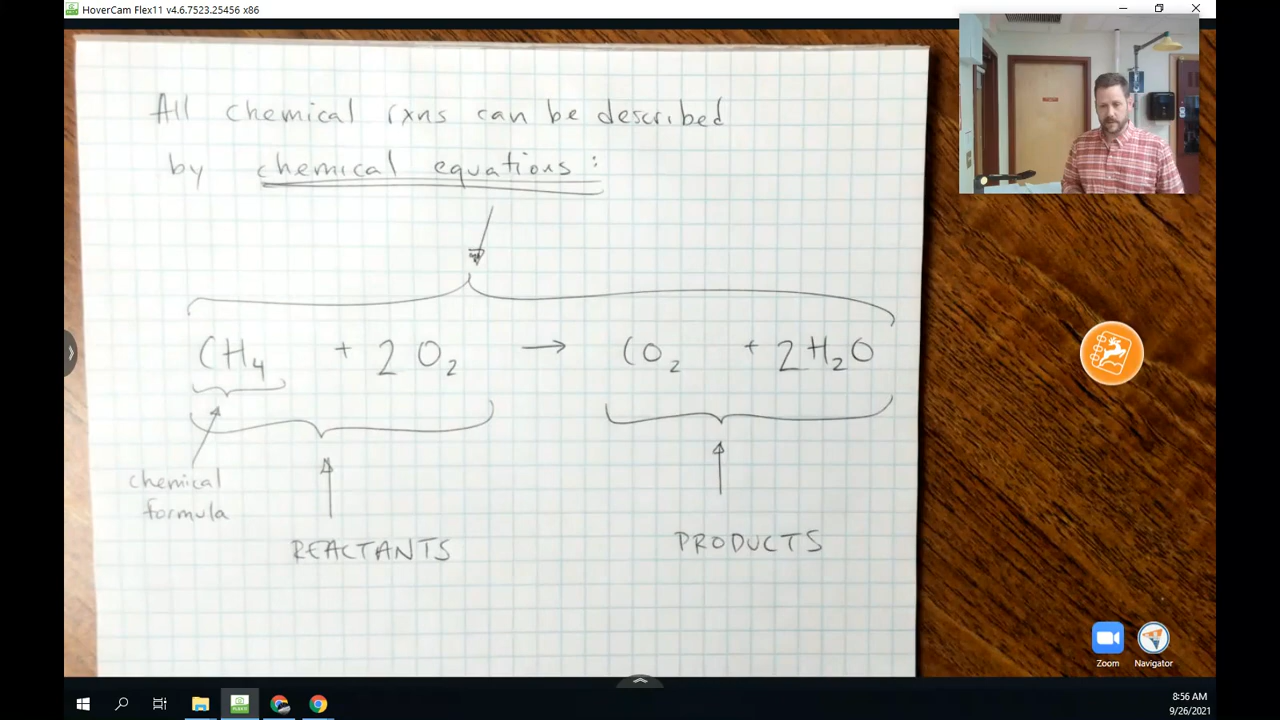 HoverCam Flex11 v4.6.7523.25456 x86
All chemical rxns can be described
by chemical equations:
CH₄ + 2 O₂ → CO₂ + 2 H₂O
chemical
formula
REACTANTS
PRODUCTS
Zoom
Navigator
8:56 AM
9/26/2021